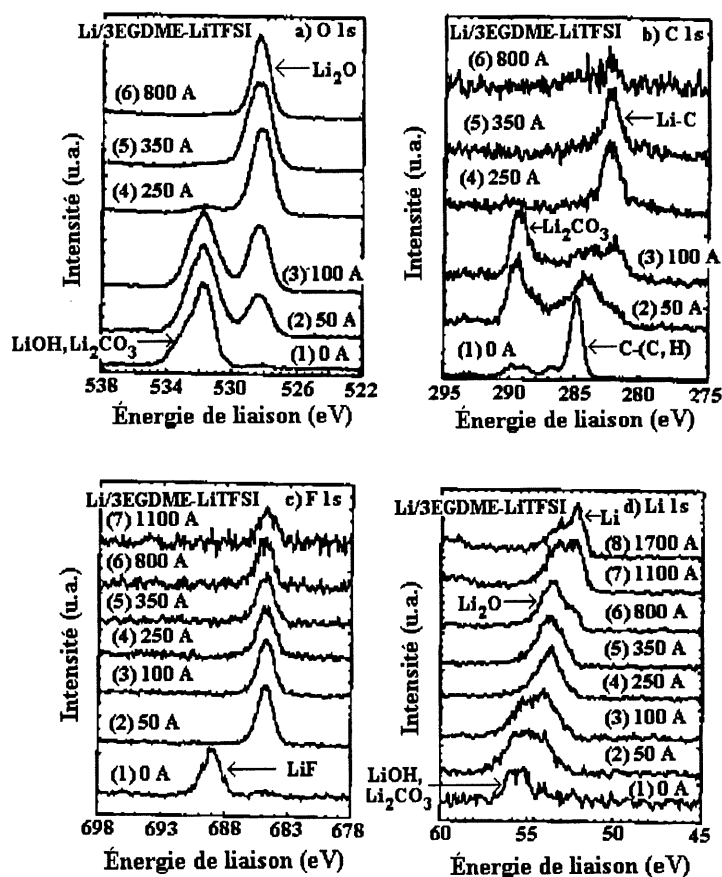 Li/3EGDME-LiTFSI a) O 1s
Li₂O
(6) 800 A
(5) 350 A
(4) 250 A
(3) 100 A
(2) 50 A
LiOH, Li₂CO₃
(1) 0 A
538 534 530 526 522
Énergie de liaison (eV)
Intensité (u.a.)
Li/3EGDME-LiTFSI b) C 1s
(6) 800 A
Li-C
(5) 350 A
(4) 250 A
Li₂CO₃
(3) 100 A
(2) 50 A
(1) 0 A
C-(C, H)
295 290 285 280 275
Énergie de liaison (eV)
Intensité (u.a.)
Li/3EGDME-LiTFSI c) F 1s
(7) 1100 A
(6) 800 A
(5) 350 A
(4) 250 A
(3) 100 A
(2) 50 A
LiF
(1) 0 A
698 693 688 683 678
Énergie de liaison (eV)
Intensité (u.a.)
Li/3EGDME-LiTFSI d) Li 1s
Li
(8) 1700 A
(7) 1100 A
Li₂O
(6) 800 A
(5) 350 A
(4) 250 A
(3) 100 A
(2) 50 A
LiOH,
Li₂CO₃
(1) 0 A
60 55 50 45
Énergie de liaison (eV)
Intensité (u.a.)